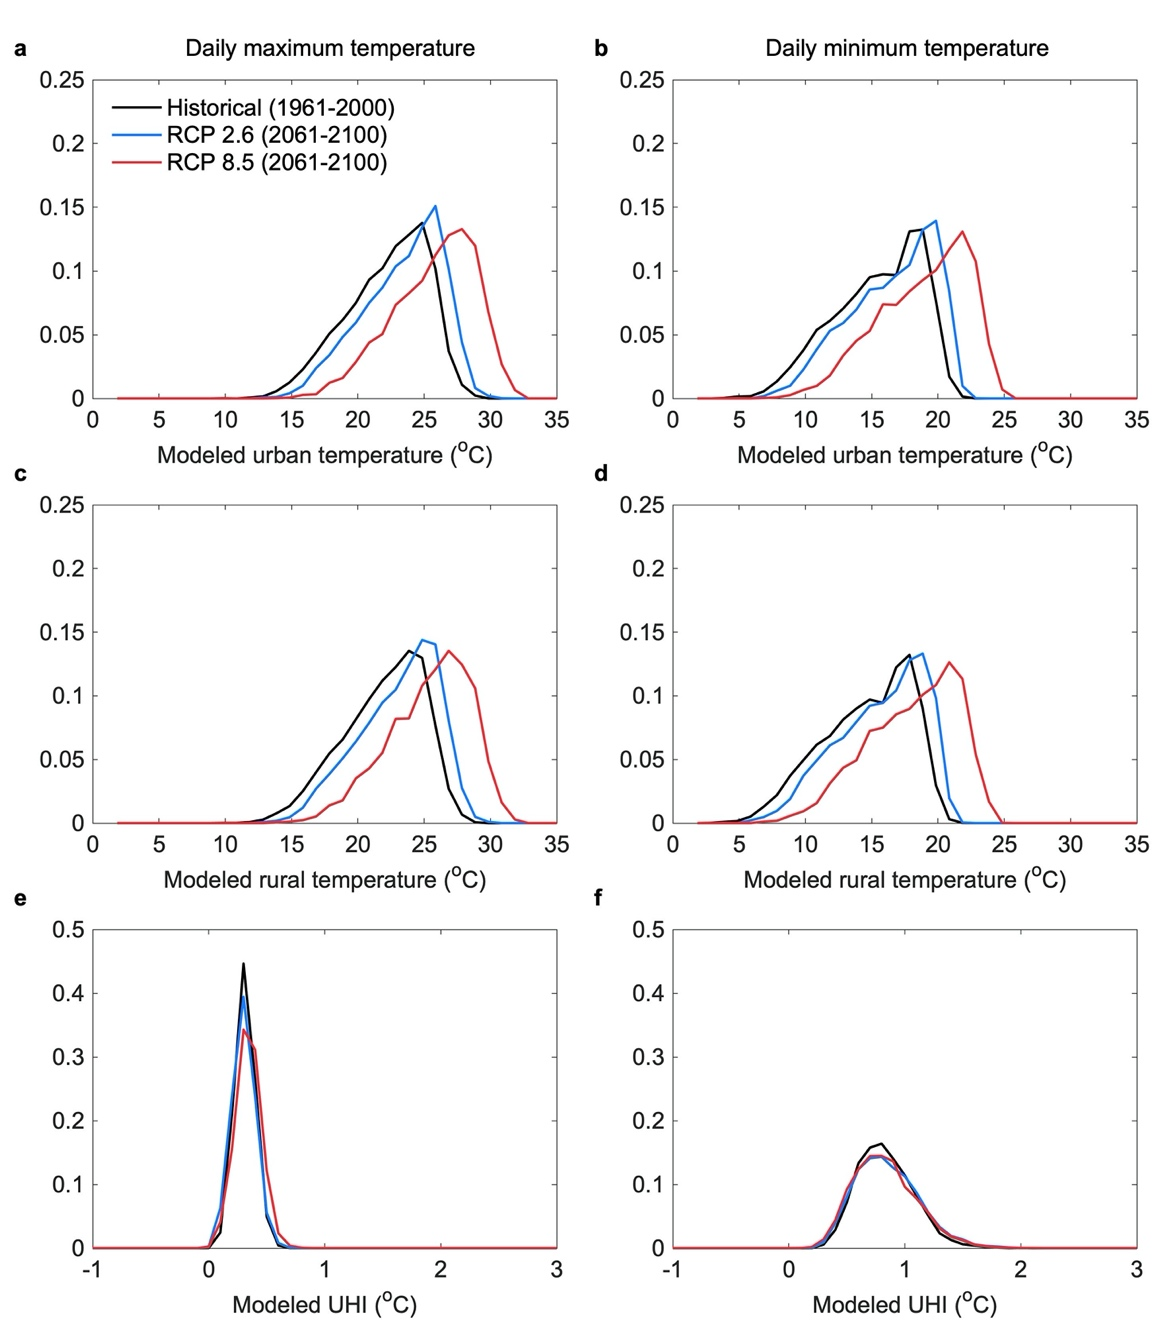 a Daily maximum temperature
0.25
0.2
0.15
0.1
0.05
0
Historical (1961-2000)
RCP 2.6 (2061-2100)
RCP 8.5 (2061-2100)
0 5 10 15 20 25 30 35
Modeled urban temperature (°C)
b Daily minimum temperature
0.25
0.2
0.15
0.1
0.05
0
0 5 10 15 20 25 30 35
Modeled urban temperature (°C)
c
0.25
0.2
0.15
0.1
0.05
0
0 5 10 15 20 25 30 35
Modeled rural temperature (°C)
d
0.25
0.2
0.15
0.1
0.05
0
0 5 10 15 20 25 30 35
Modeled rural temperature (°C)
e
0.5
0.4
0.3
0.2
0.1
0
-1 0 1 2 3
Modeled UHI (°C)
f
0.5
0.4
0.3
0.2
0.1
0
-1 0 1 2 3
Modeled UHI (°C)